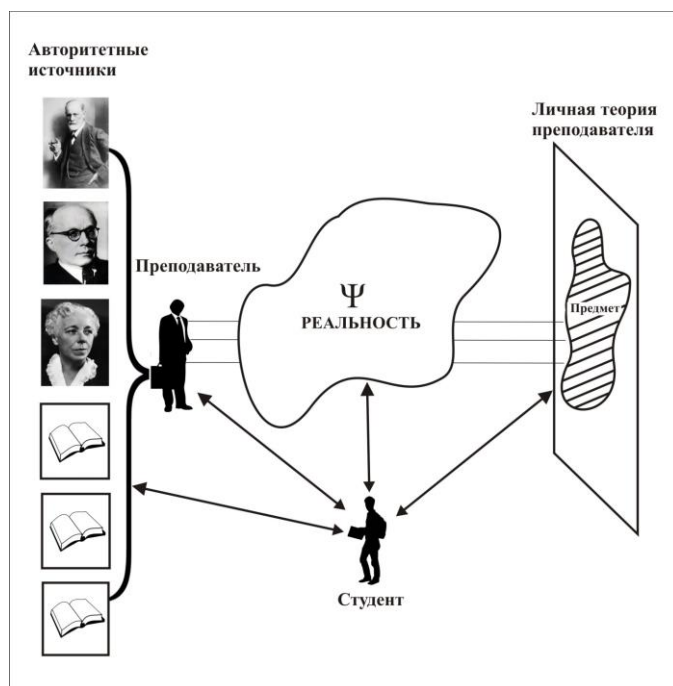 Авторитетные
источники
Личная теория
преподавателя
Преподаватель
Ψ
РЕАЛЬНОСТЬ
Предмет
Студент